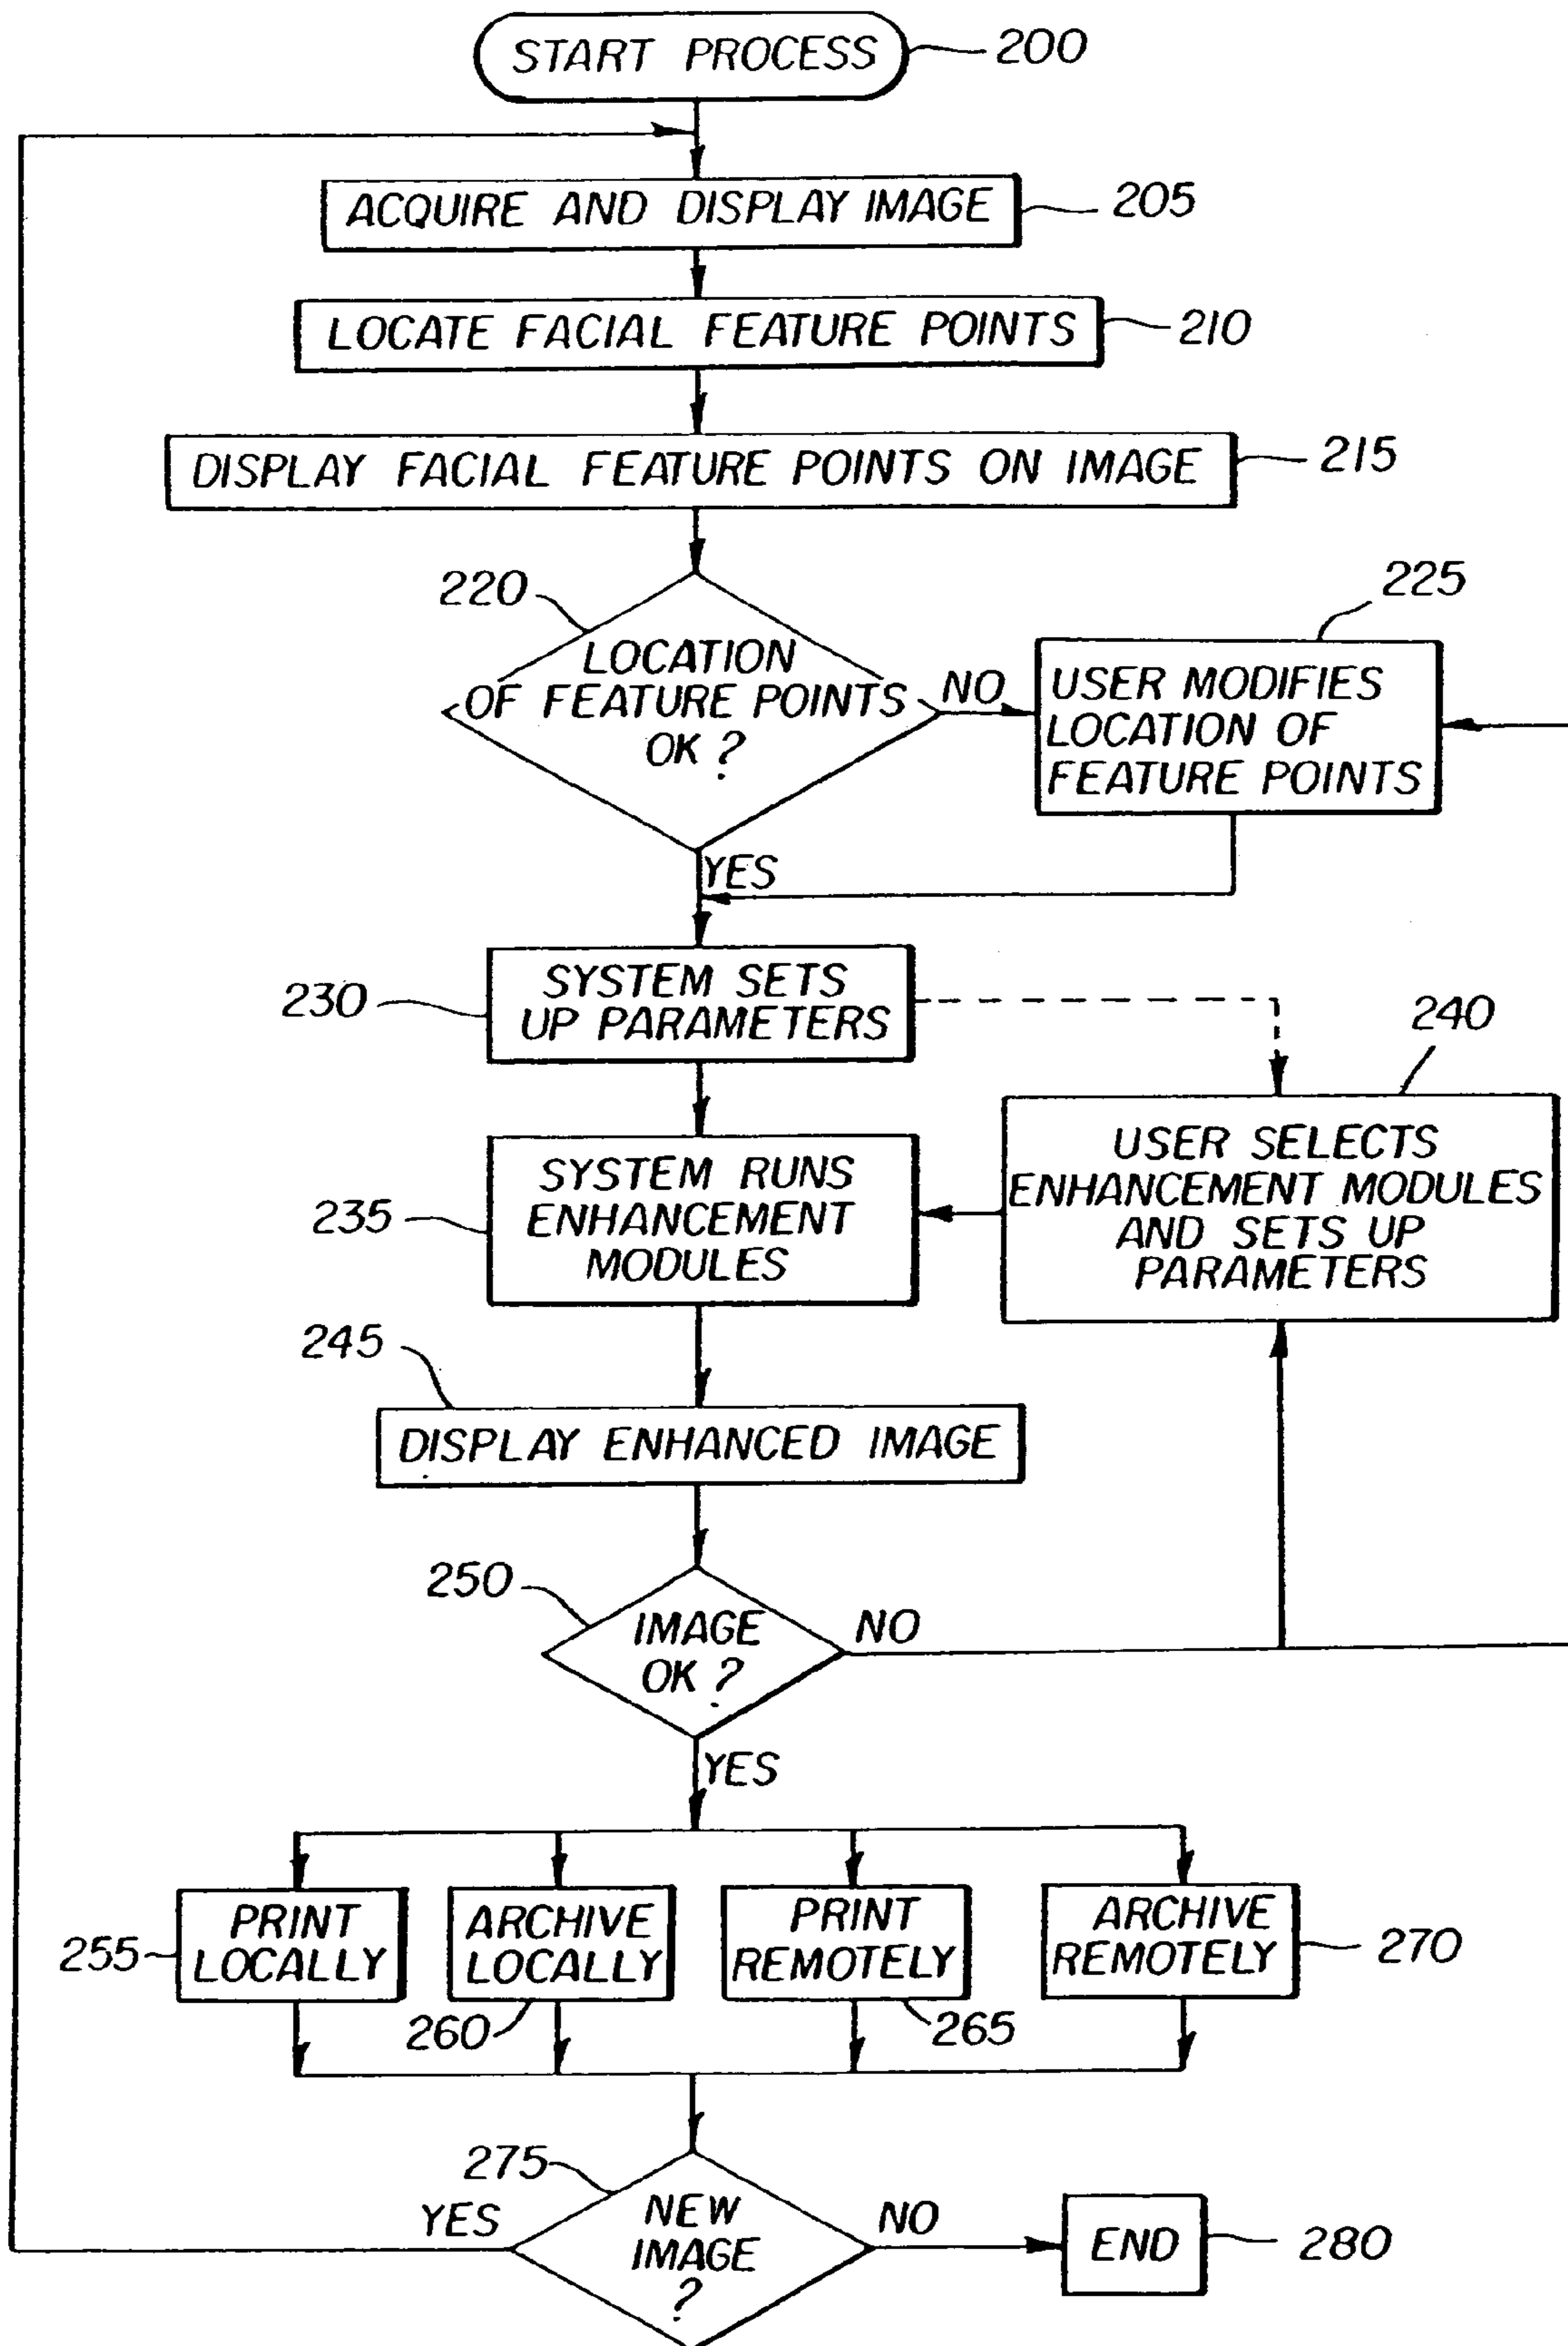 START PROCESS
200
ACQUIRE AND DISPLAY IMAGE
205
LOCATE FACIAL FEATURE POINTS
210
DISPLAY FACIAL FEATURE POINTS ON IMAGE
215
220
LOCATION
OF FEATURE POINTS
OK ?
NO
225
USER MODIFIES
LOCATION OF
FEATURE POINTS
YES
230
SYSTEM SETS
UP PARAMETERS
235
SYSTEM RUNS
ENHANCEMENT
MODULES
240
USER SELECTS
ENHANCEMENT MODULES
AND SETS UP
PARAMETERS
245
DISPLAY ENHANCED IMAGE
250
IMAGE
OK ?
NO
YES
255
PRINT
LOCALLY
ARCHIVE
LOCALLY
260
PRINT
REMOTELY
265
ARCHIVE
REMOTELY
270
275
YES
NEW
IMAGE
?
NO
END
280